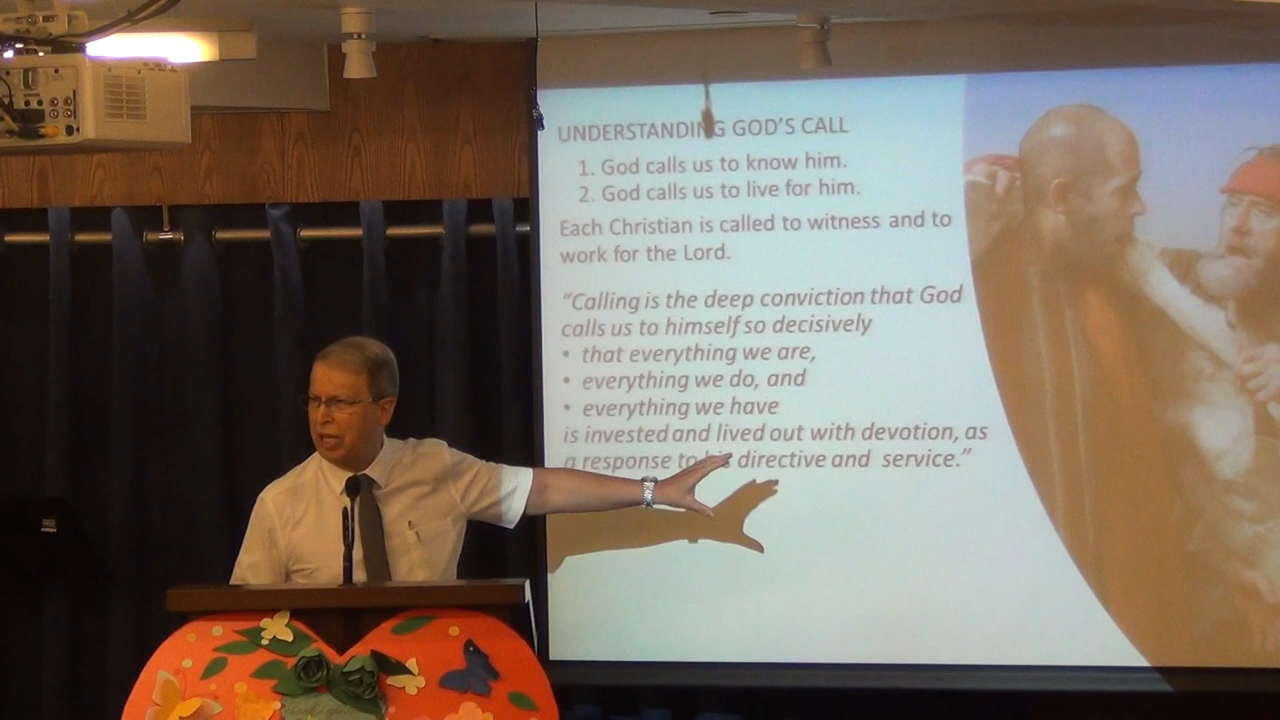 UNDERSTANDING GOD'S CALL
1. God calls us to know him.
2. God calls us to live for him.
Each Christian is called to witness and to
work for the Lord.
“Calling is the deep conviction that God
calls us to himself so decisively
• that everything we are,
• everything we do, and
• everything we have
is invested and lived out with devotion, as
a response to his directive and service.”